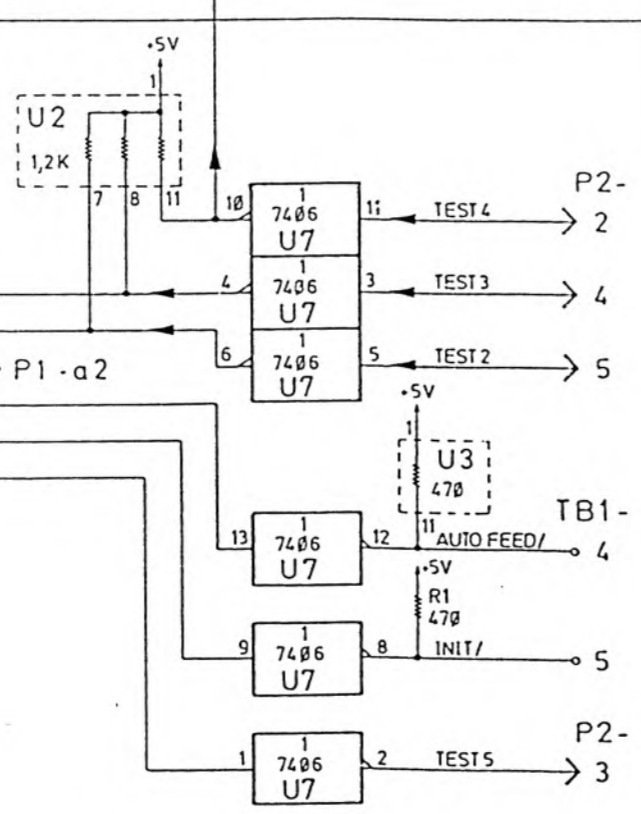 +5V
1
U2
1,2K
7 8 11
10 1 7406 U7 11 TEST4
P2-
2
4 1 7406 U7 3 TEST3 4
6 1 7406 U7 5 TEST2 5
P1-a2
+5V
1
U3
470
11
TB1-
13 1 7406 U7 12 AUTO FEED/ 4
+5V
R1
470
9 1 7406 U7 8 INIT/ 5
P2-
1 1 7406 U7 2 TEST5 3